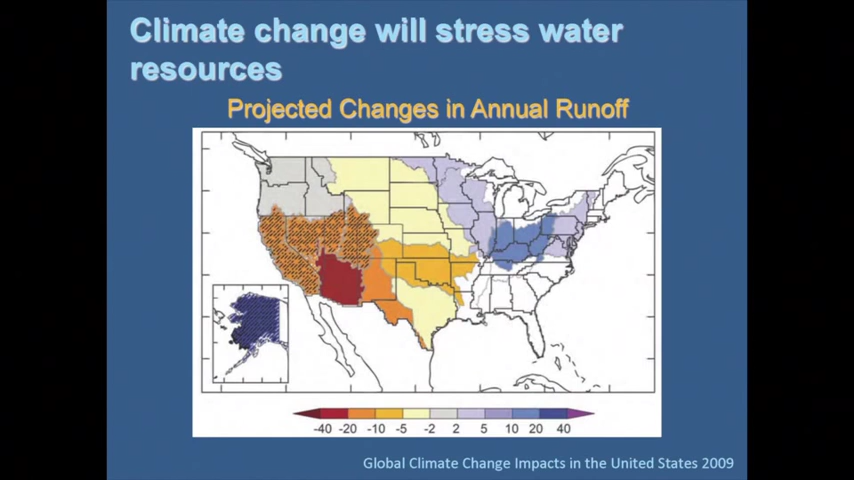 Climate change will stress water
resources
Projected Changes in Annual Runoff
-40 -20 -10 -5 -2 2 5 10 20 40
Global Climate Change Impacts in the United States 2009